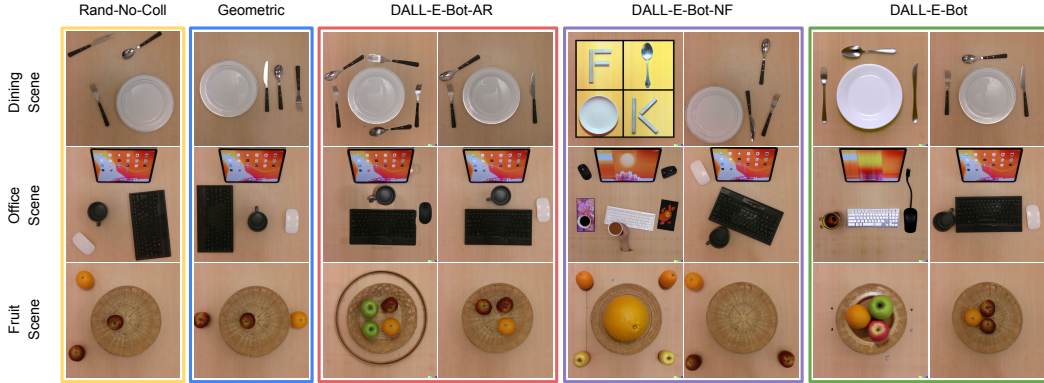 Rand-No-Coll
Geometric
DALL-E-Bot-AR
DALL-E-Bot-NF
DALL-E-Bot
Dining
Scene
F
K
Office
Scene
Fruit
Scene